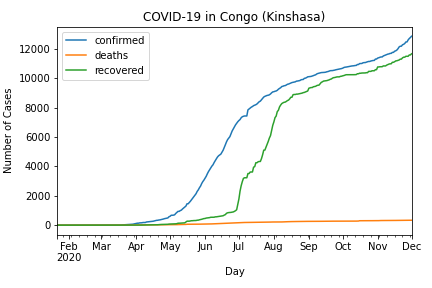 COVID-19 in Congo (Kinshasa)
confirmed
deaths
recovered
Number of Cases
12000
10000
8000
6000
4000
2000
0
Feb Mar Apr May Jun Jul Aug Sep Oct Nov Dec
2020
Day